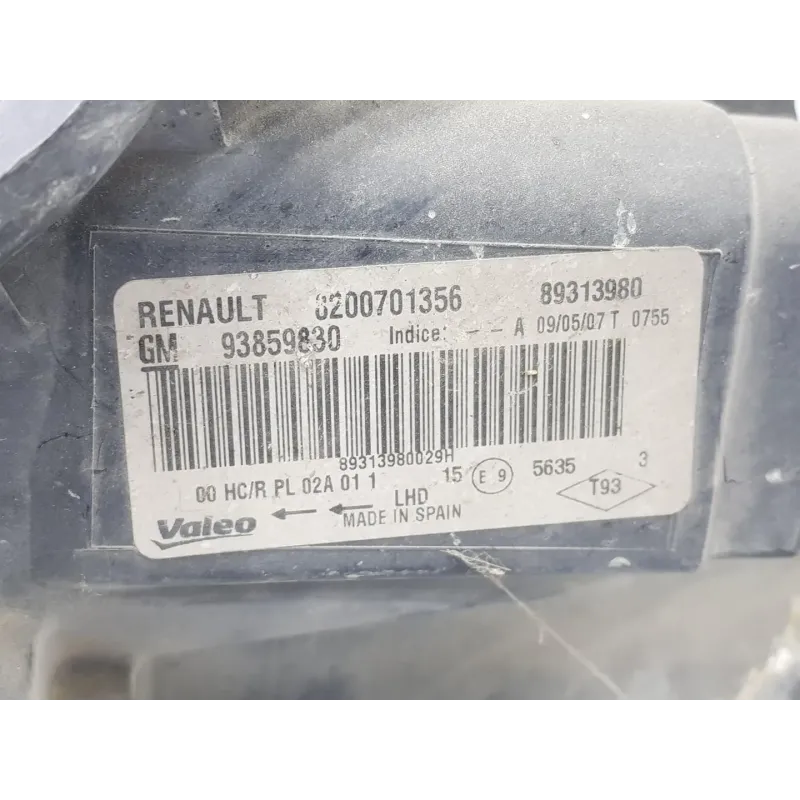 RENAULT 8200701356 89313980
GM 93859830 Indice: - - A 09/05/07 T 0755
89313980029H
00 HC/R PL 02A 01 1 15 E 9 5635 3
LHD T93
Valeo MADE IN SPAIN